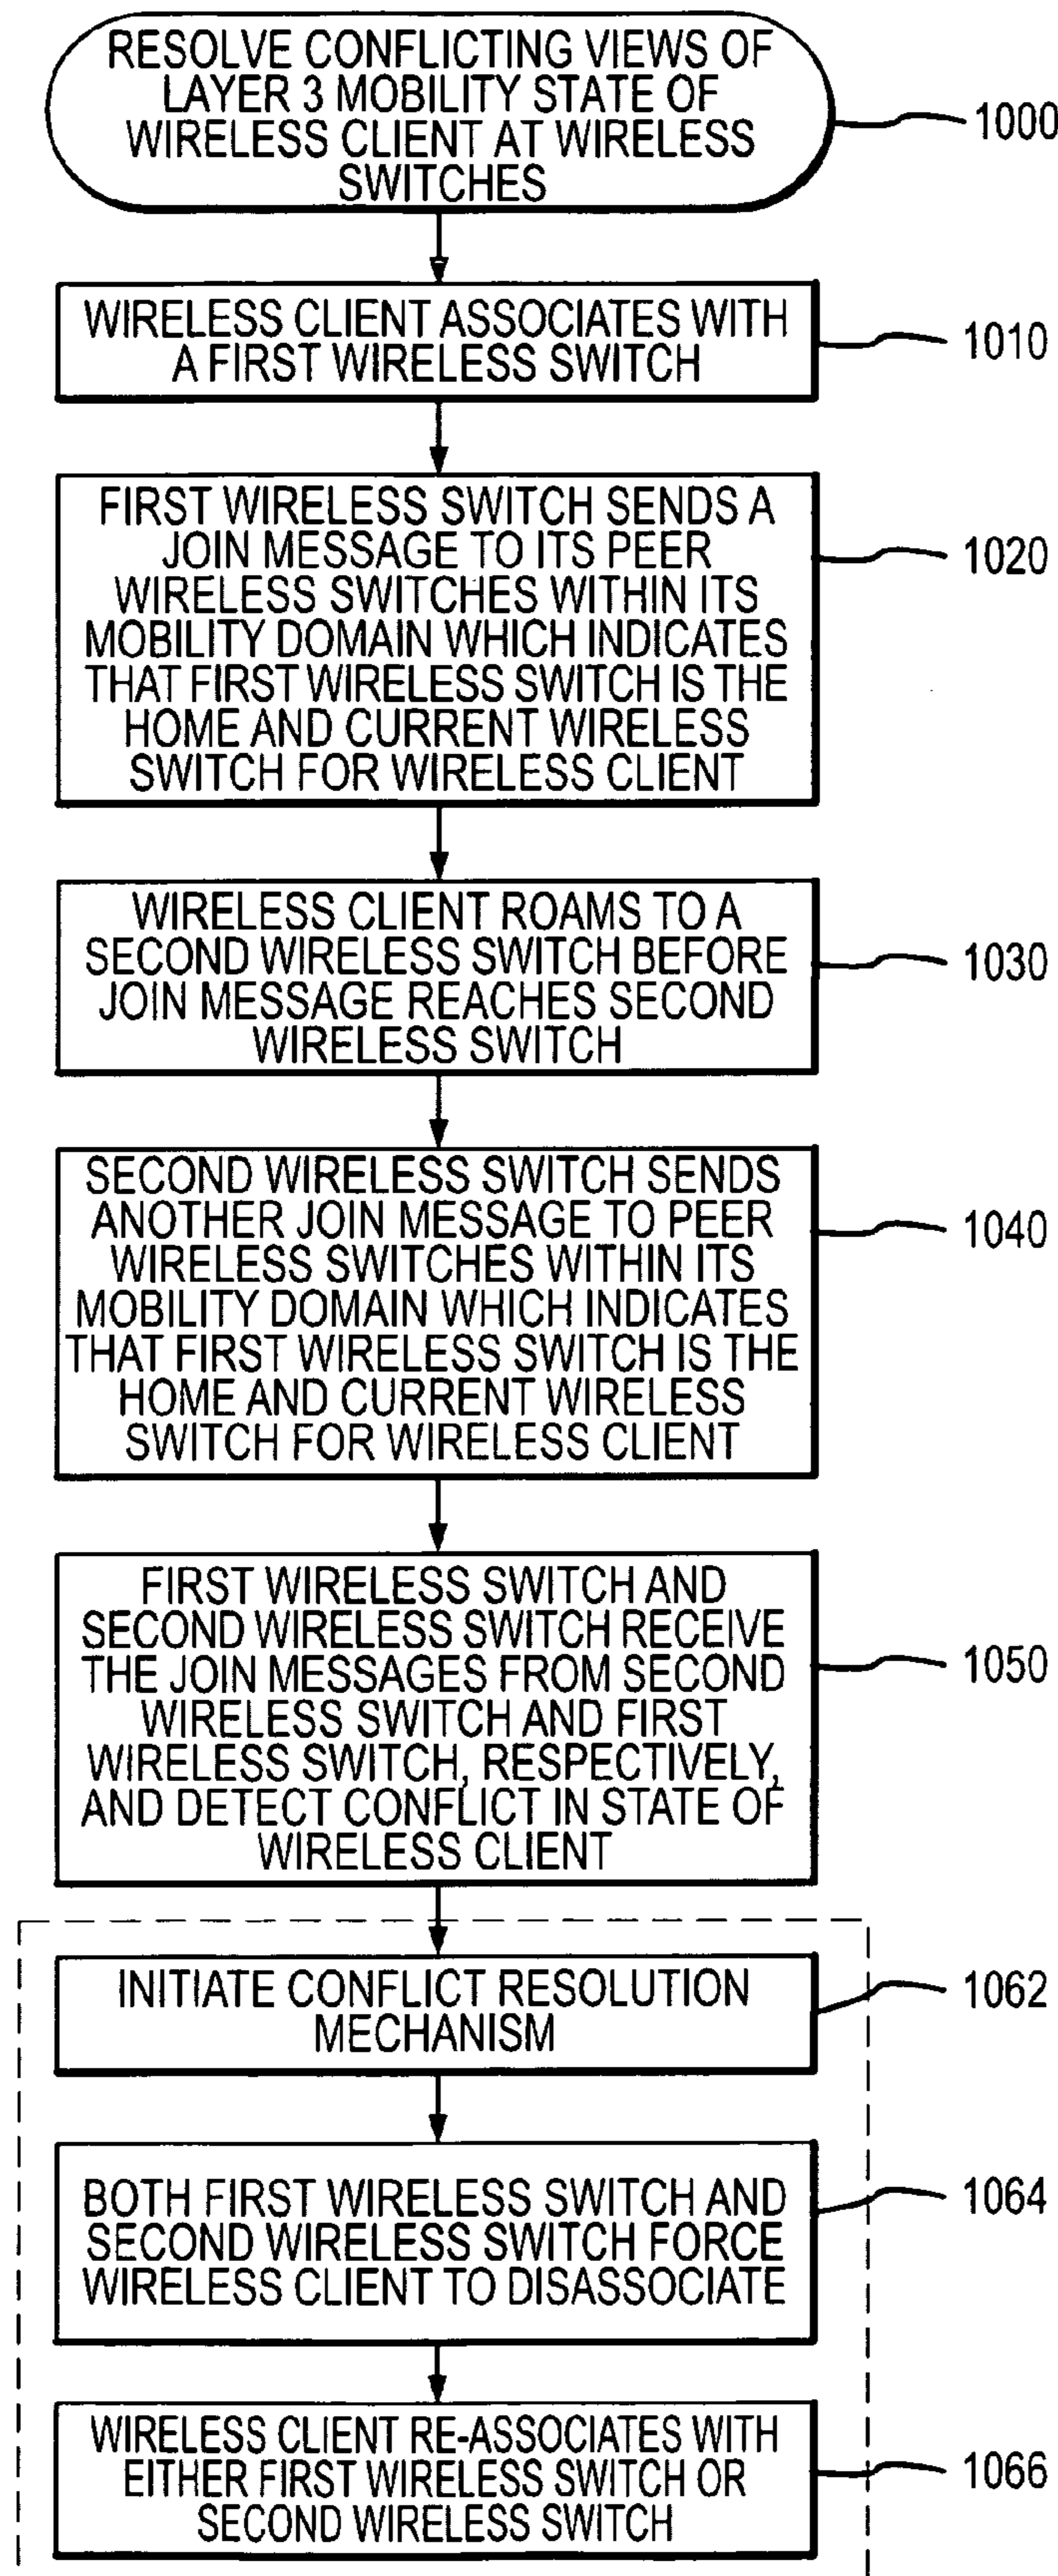 RESOLVE CONFLICTING VIEWS OF
LAYER 3 MOBILITY STATE OF
WIRELESS CLIENT AT WIRELESS
SWITCHES
1000
WIRELESS CLIENT ASSOCIATES WITH
A FIRST WIRELESS SWITCH
1010
FIRST WIRELESS SWITCH SENDS A
JOIN MESSAGE TO ITS PEER
WIRELESS SWITCHES WITHIN ITS
MOBILITY DOMAIN WHICH INDICATES
THAT FIRST WIRELESS SWITCH IS THE
HOME AND CURRENT WIRELESS
SWITCH FOR WIRELESS CLIENT
1020
WIRELESS CLIENT ROAMS TO A
SECOND WIRELESS SWITCH BEFORE
JOIN MESSAGE REACHES SECOND
WIRELESS SWITCH
1030
SECOND WIRELESS SWITCH SENDS
ANOTHER JOIN MESSAGE TO PEER
WIRELESS SWITCHES WITHIN ITS
MOBILITY DOMAIN WHICH INDICATES
THAT FIRST WIRELESS SWITCH IS THE
HOME AND CURRENT WIRELESS
SWITCH FOR WIRELESS CLIENT
1040
FIRST WIRELESS SWITCH AND
SECOND WIRELESS SWITCH RECEIVE
THE JOIN MESSAGES FROM SECOND
WIRELESS SWITCH AND FIRST
WIRELESS SWITCH, RESPECTIVELY,
AND DETECT CONFLICT IN STATE OF
WIRELESS CLIENT
1050
INITIATE CONFLICT RESOLUTION
MECHANISM
1062
BOTH FIRST WIRELESS SWITCH AND
SECOND WIRELESS SWITCH FORCE
WIRELESS CLIENT TO DISASSOCIATE
1064
WIRELESS CLIENT RE-ASSOCIATES WITH
EITHER FIRST WIRELESS SWITCH OR
SECOND WIRELESS SWITCH
1066